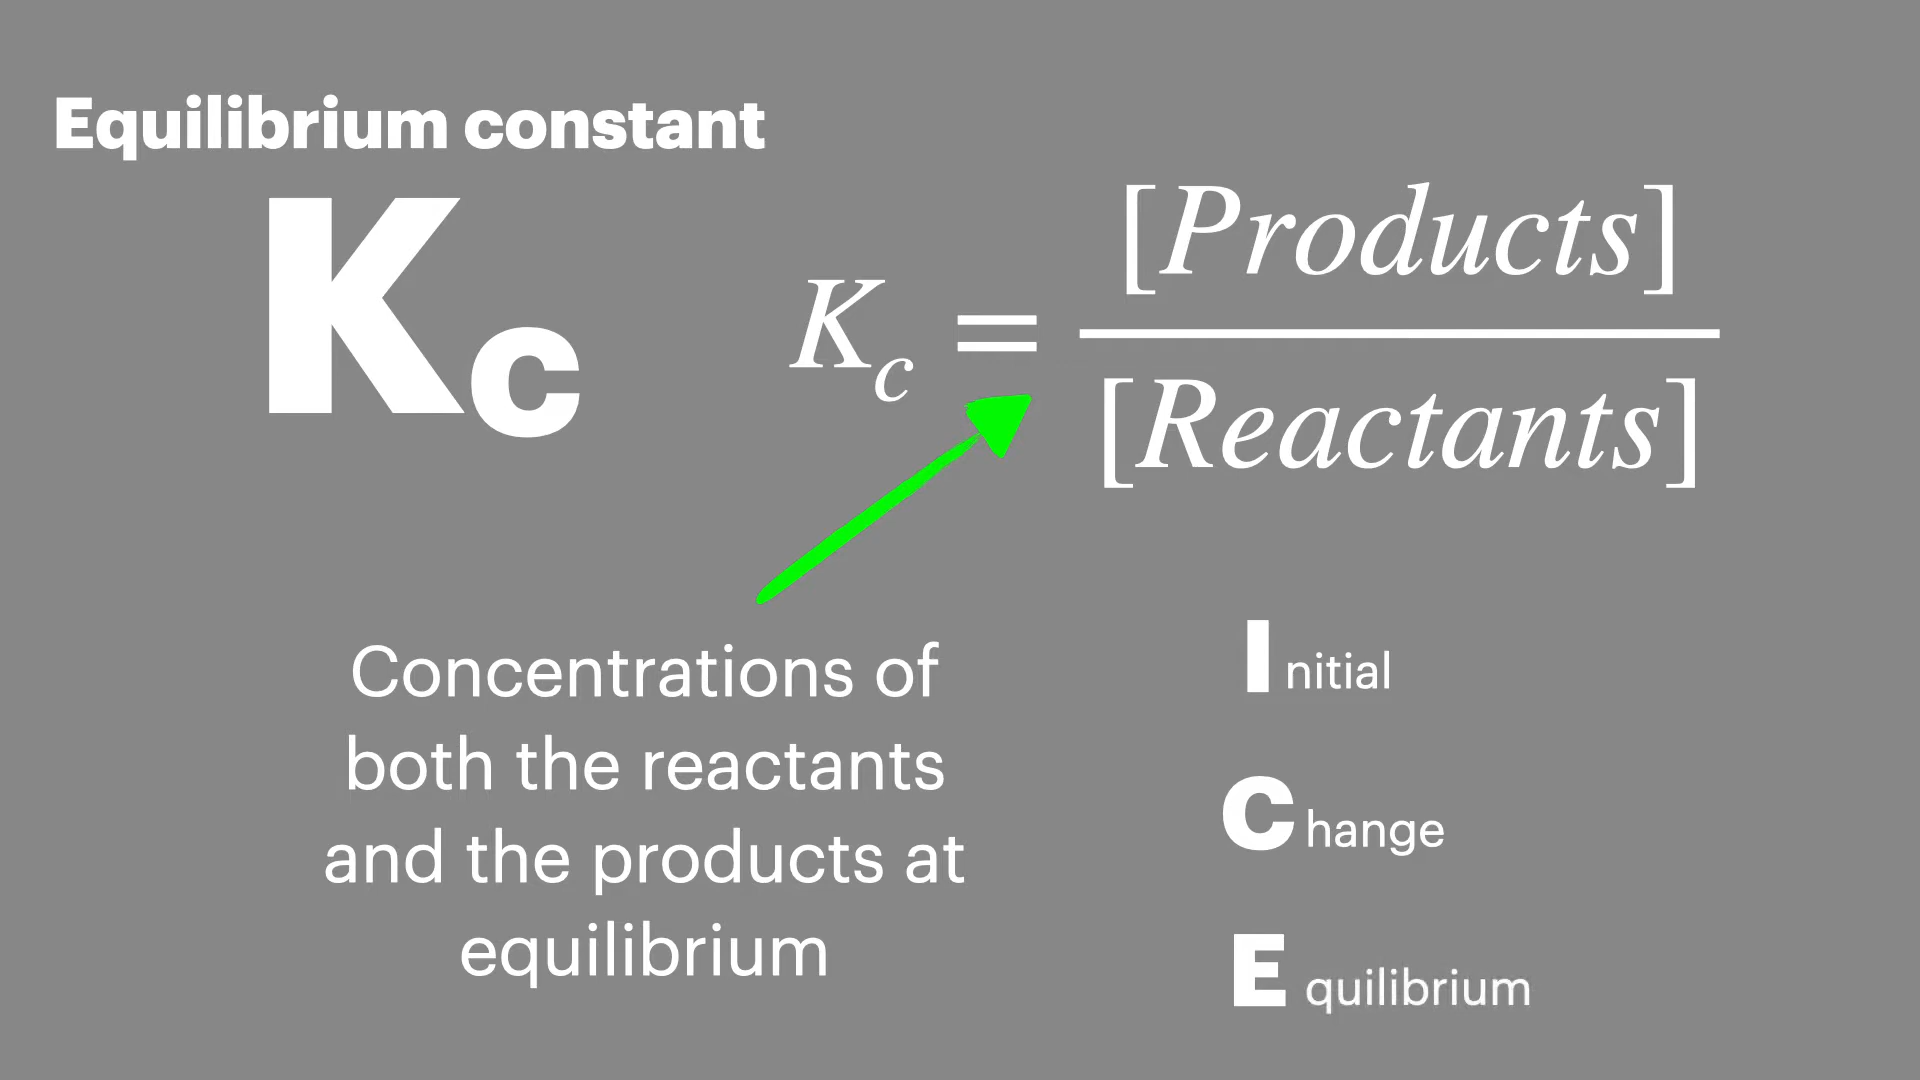 Equilibrium constant
Kc
Kc = [Products] / [Reactants]
Concentrations of
both the reactants
and the products at
equilibrium
Initial
Change
Equilibrium